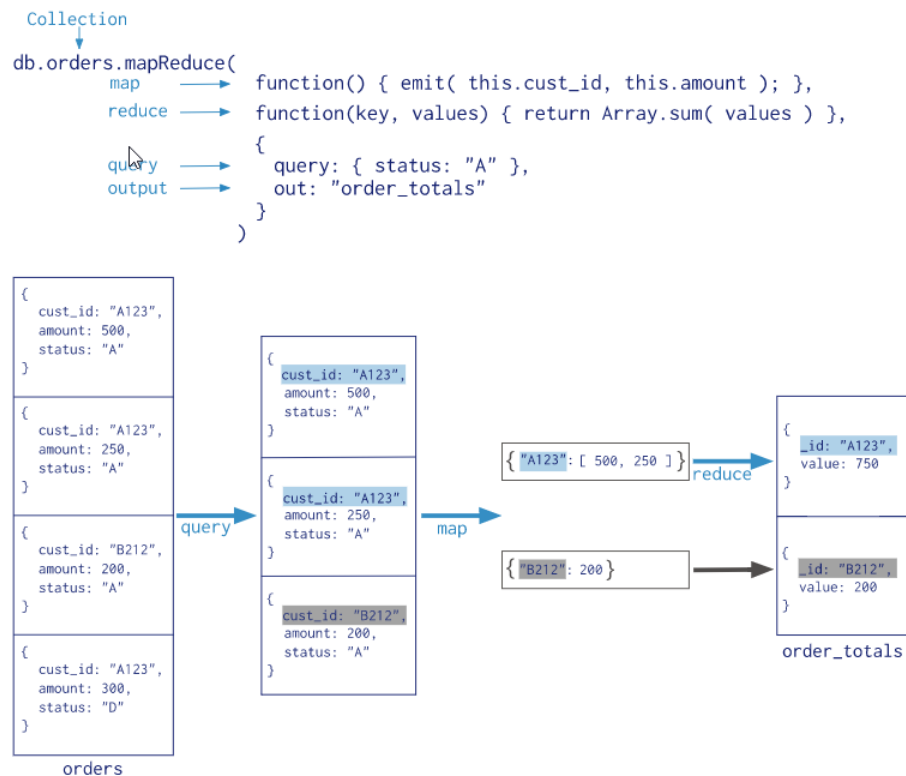 Collection
db.orders.mapReduce(
map function() { emit( this.cust_id, this.amount ); },
reduce function(key, values) { return Array.sum( values ) },
{
query query: { status: "A" },
output out: "order_totals"
}
)
{
cust_id: "A123",
amount: 500,
status: "A"
}
{
cust_id: "A123",
amount: 250,
status: "A"
}
{
cust_id: "B212",
amount: 200,
status: "A"
}
{
cust_id: "A123",
amount: 300,
status: "D"
}
orders
query
{
cust_id: "A123",
amount: 500,
status: "A"
}
{
cust_id: "A123",
amount: 250,
status: "A"
}
{
cust_id: "B212",
amount: 200,
status: "A"
}
map
{ "A123": [ 500, 250 ] }
{ "B212": 200 }
reduce
{
_id: "A123",
value: 750
}
{
_id: "B212",
value: 200
}
order_totals